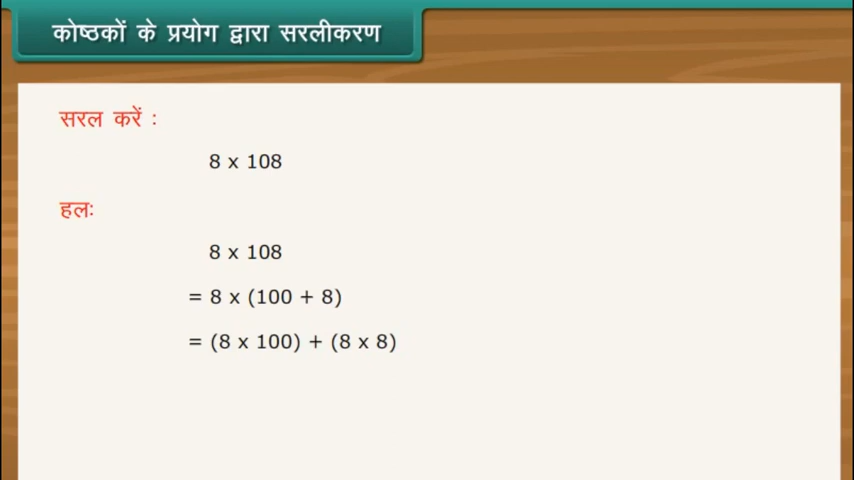 कोष्ठकों के प्रयोग द्वारा सरलीकरण
सरल करें :
8 x 108
हलः
8 x 108
= 8 x (100 + 8)
= (8 x 100) + (8 x 8)